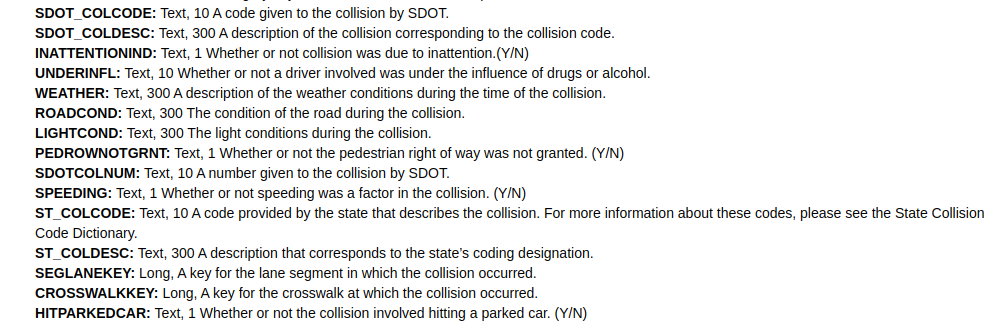 SDOT_COLCODE: Text, 10 A code given to the collision by SDOT.
SDOT_COLDESC: Text, 300 A description of the collision corresponding to the collision code.
INATTENTIONIND: Text, 1 Whether or not collision was due to inattention.(Y/N)
UNDERINFL: Text, 10 Whether or not a driver involved was under the influence of drugs or alcohol.
WEATHER: Text, 300 A description of the weather conditions during the time of the collision.
ROADCOND: Text, 300 The condition of the road during the collision.
LIGHTCOND: Text, 300 The light conditions during the collision.
PEDROWNOTGRNT: Text, 1 Whether or not the pedestrian right of way was not granted. (Y/N)
SDOTCOLNUM: Text, 10 A number given to the collision by SDOT.
SPEEDING: Text, 1 Whether or not speeding was a factor in the collision. (Y/N)
ST_COLCODE: Text, 10 A code provided by the state that describes the collision. For more information about these codes, please see the State Collision
Code Dictionary.
ST_COLDESC: Text, 300 A description that corresponds to the state’s coding designation.
SEGLANEKEY: Long, A key for the lane segment in which the collision occurred.
CROSSWALKKEY: Long, A key for the crosswalk at which the collision occurred.
HITPARKEDCAR: Text, 1 Whether or not the collision involved hitting a parked car. (Y/N)